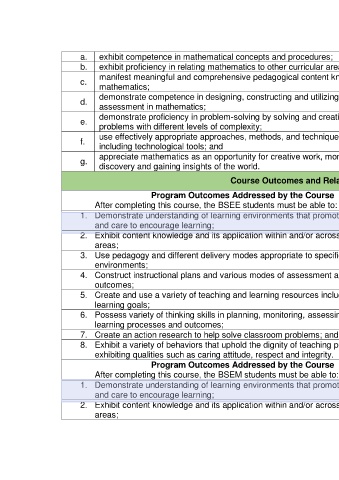 a. exhibit competence in mathematical concepts and procedures;
b. exhibit proficiency in relating mathematics to other curricular
c. manifest meaningful and comprehensive pedagogical content
mathematics;
d. demonstrate competence in designing, constructing and utilizing
assessment in mathematics;
e. demonstrate proficiency in problem-solving by solving and
problems with different levels of complexity;
f. use effectively appropriate approaches, methods, and
including technological tools; and
g. appreciate mathematics as an opportunity for creative work,
discovery and gaining insights of the world.
Course Outcomes and
Program Outcomes Addressed by the Course
After completing this course, the BSEE students must be able to:
1. Demonstrate understanding of learning environments that
and care to encourage learning;
2. Exhibit content knowledge and its application within and/or across
areas;
3. Use pedagogy and different delivery modes appropriate to
environments;
4. Construct instructional plans and various modes of assessment
outcomes;
5. Create and use a variety of teaching and learning resources
learning goals;
6. Possess variety of thinking skills in planning, monitoring,
learning processes and outcomes;
7. Create an action research to help solve classroom problems; and
8. Exhibit a variety of behaviors that uphold the dignity of teaching
exhibiting qualities such as caring attitude, respect and integrity.
Program Outcomes Addressed by the Course
After completing this course, the BSEM students must be able to:
1. Demonstrate understanding of learning environments that
and care to encourage learning;
2. Exhibit content knowledge and its application within and/or across
areas;